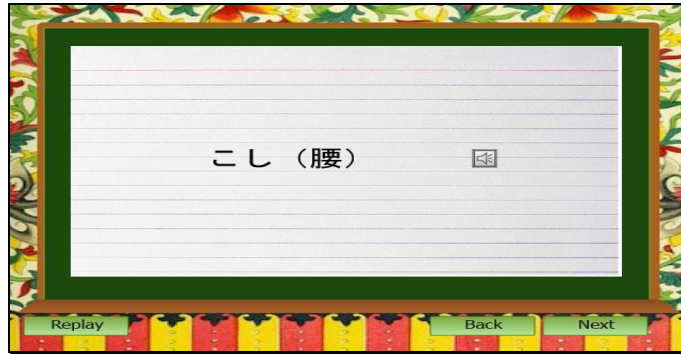 こし （腰）
Replay
Back
Next